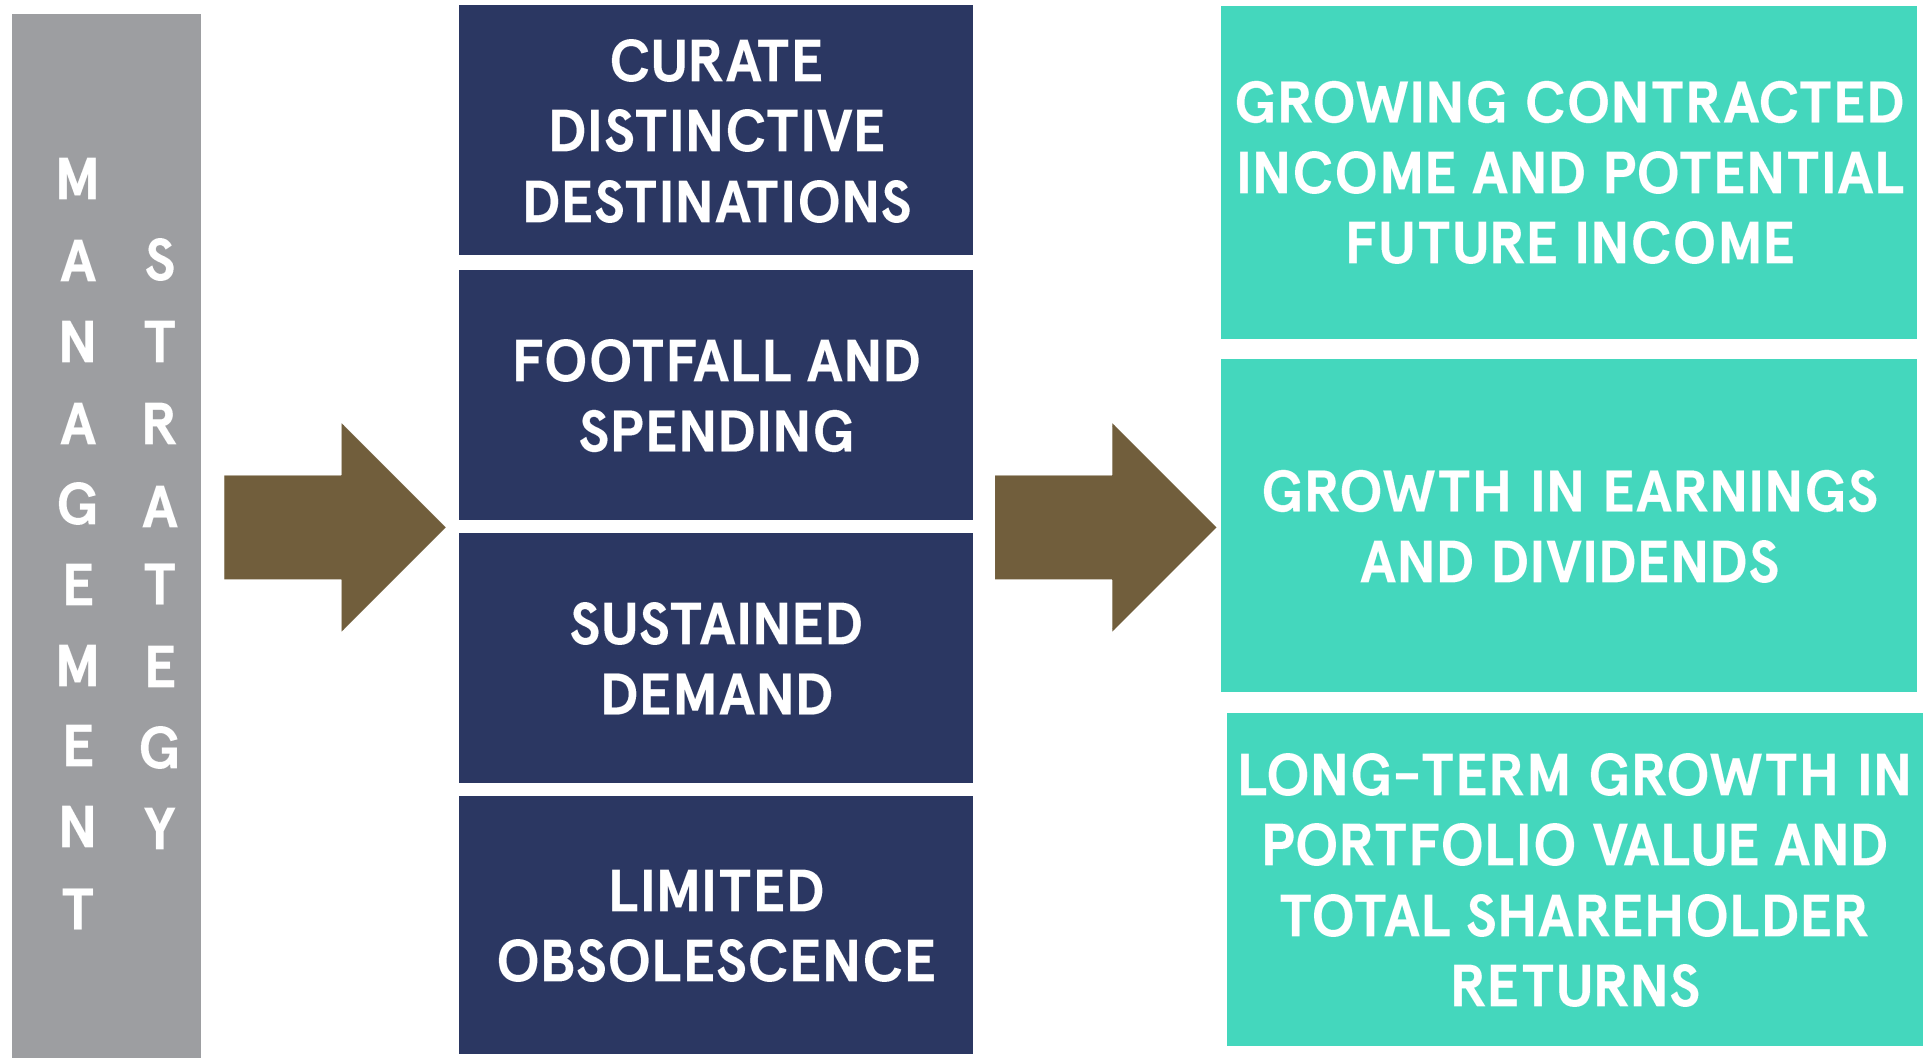 MANAGEMENT
STRATEGY
CURATE
DISTINCTIVE
DESTINATIONS
FOOTFALL AND
SPENDING
SUSTAINED
DEMAND
LIMITED
OBSOLESCENCE
GROWING CONTRACTED
INCOME AND POTENTIAL
FUTURE INCOME
GROWTH IN EARNINGS
AND DIVIDENDS
LONG-TERM GROWTH IN
PORTFOLIO VALUE AND
TOTAL SHAREHOLDER
RETURNS